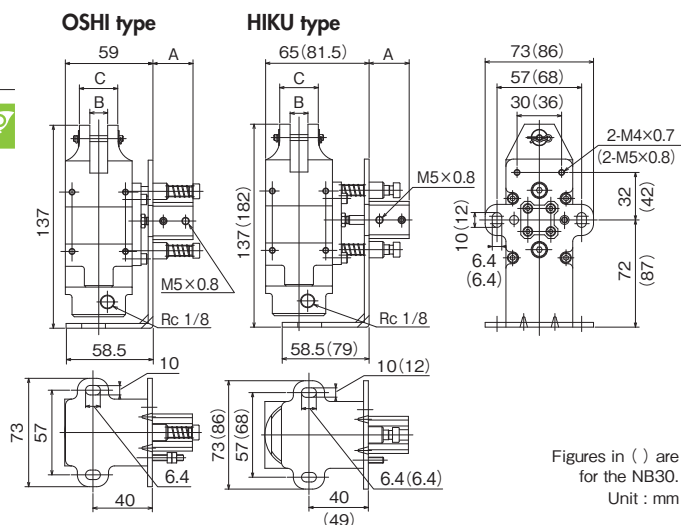 OSHI type
HIKU type
59
A
C
B
137
M5×0.8
Rc 1/8
58.5
65(81.5)
A
C
B
137(182)
M5×0.8
Rc 1/8
58.5(79)
73(86)
57(68)
30(36)
2-M4×0.7
(2-M5×0.8)
32
(42)
10(12)
6.4
(6.4)
72
(87)
10
73
57
6.4
40
10(12)
73(86)
57(68)
6.4(6.4)
40
(49)
Figures in ( ) are
for the NB30.
Unit : mm